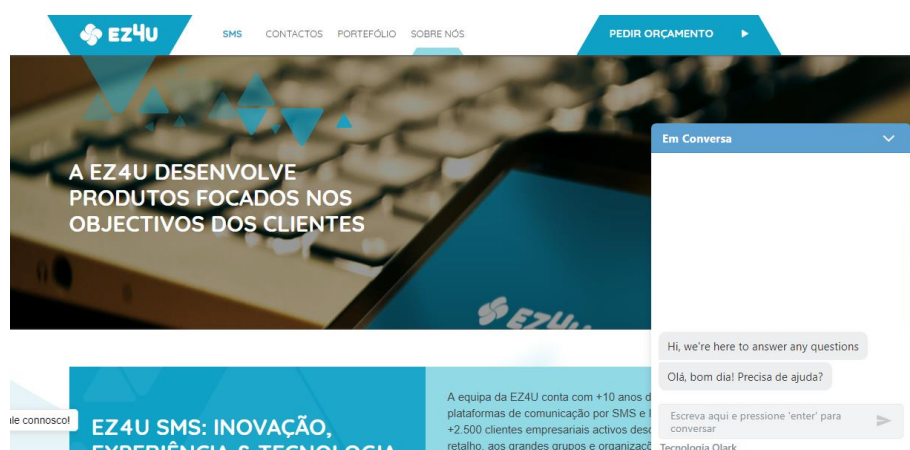 EZ4U
SMS CONTACTOS PORTEFÓLIO SOBRE NÓS
PEDIR ORÇAMENTO
A EZ4U DESENVOLVE
PRODUTOS FOCADOS NOS
OBJECTIVOS DOS CLIENTES
EZ4U
Em Conversa
Hi, we're here to answer any questions
Olá, bom dia! Precisa de ajuda?
Escreva aqui e pressione 'enter' para
conversar
Tecnologia Olark
connosco!
EZ4U SMS: INOVAÇÃO,
EXPERIÊNCIA & TECNOLOGIA
A equipa da EZ4U conta com +10 anos d
plataformas de comunicação por SMS e
+2.500 clientes empresariais activos desd
retalho, aos grandes grupos e organizaçõ